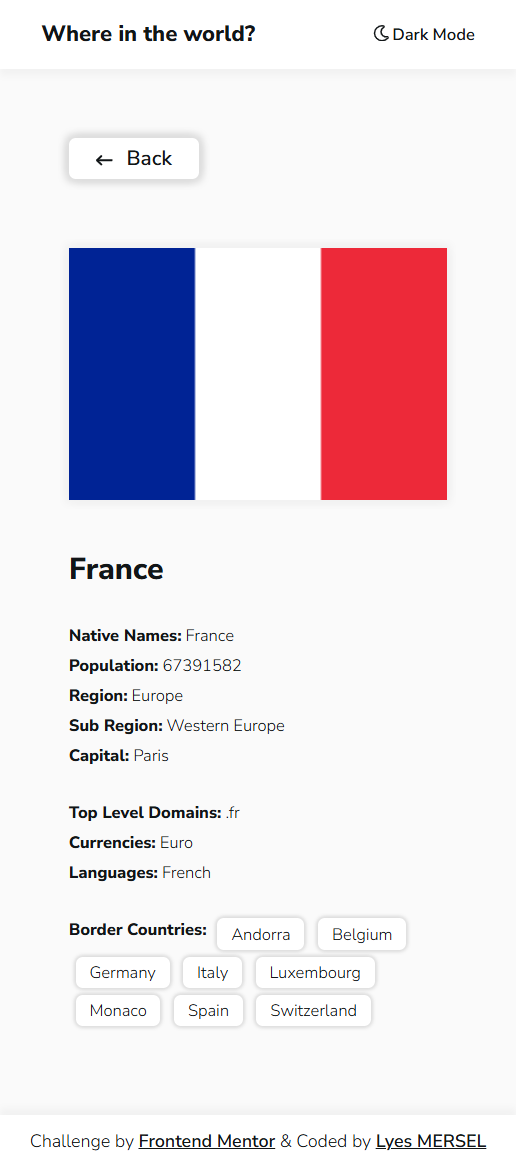 Where in the world? Dark Mode
← Back
France
Native Names: France
Population: 67391582
Region: Europe
Sub Region: Western Europe
Capital: Paris
Top Level Domains: .fr
Currencies: Euro
Languages: French
Border Countries: Andorra Belgium
Germany Italy Luxembourg
Monaco Spain Switzerland
Challenge by Frontend Mentor & Coded by Lyes MERSEL